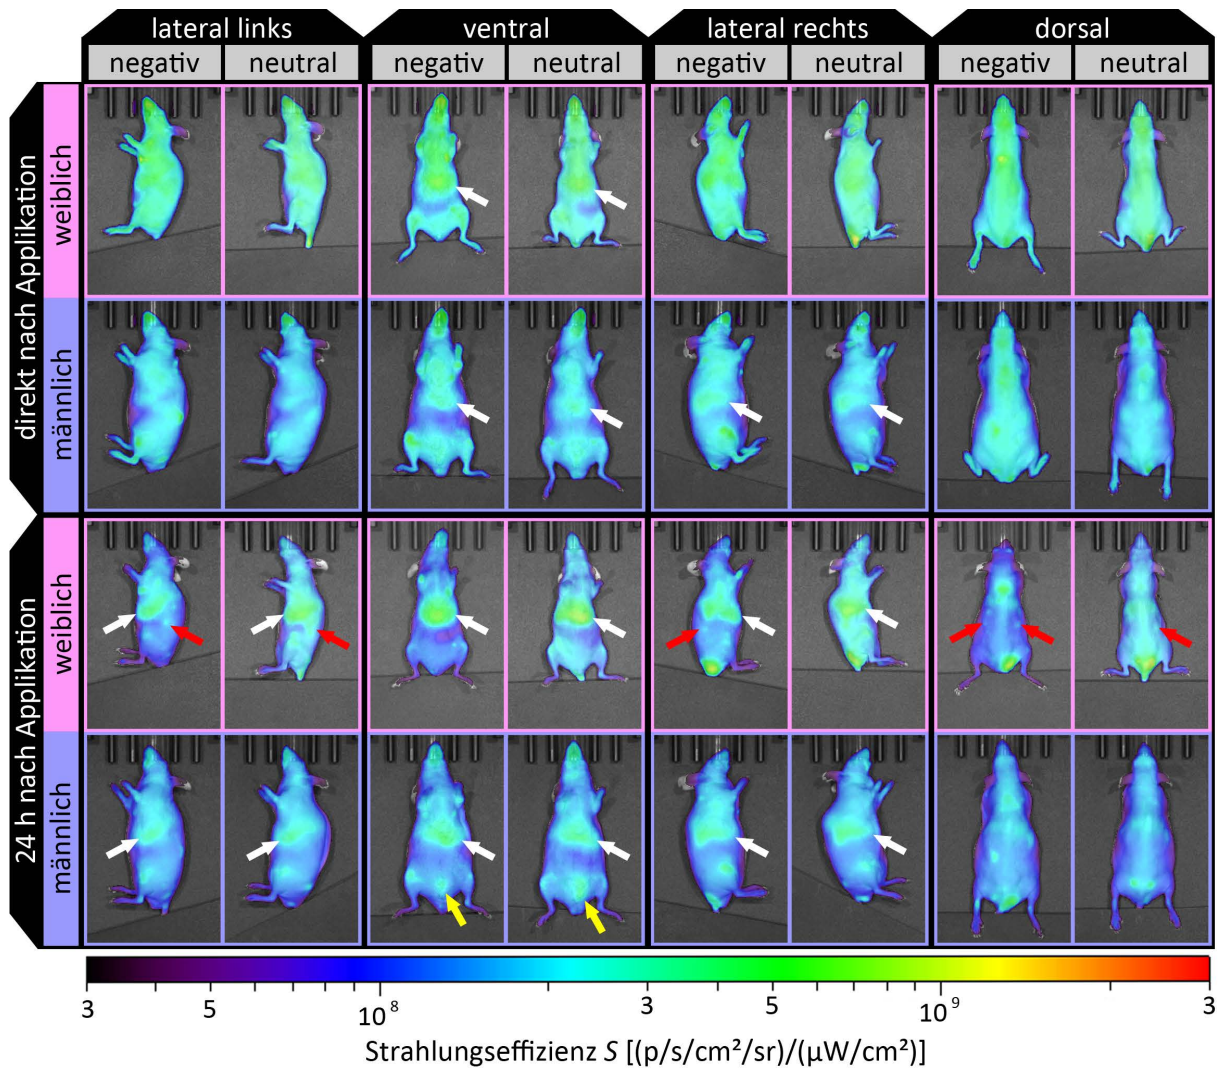 lateral links ventral lateral rechts dorsal
negativ neutral negativ neutral negativ neutral negativ neutral
direkt nach Applikation
weiblich
männlich
24 h nach Applikation
weiblich
männlich
3 5 10⁸ 3 5 10⁹ 3
Strahlungseffizienz S [(p/s/cm²/sr)/(µW/cm²)]